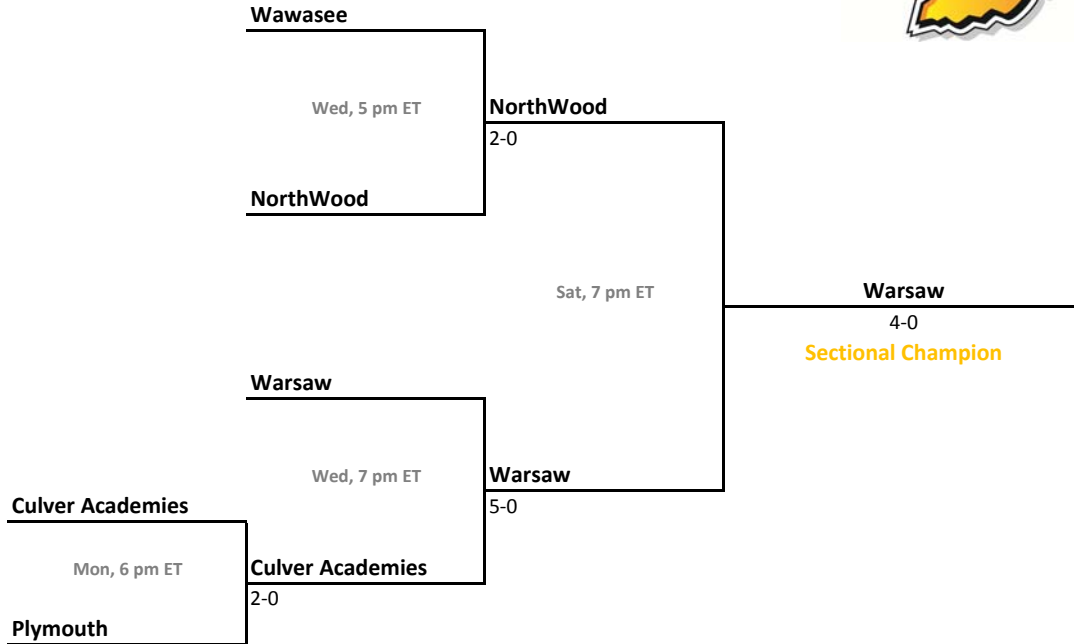 Wawasee
Wed, 5 pm ET
NorthWood
2-0
NorthWood
Sat, 7 pm ET
Warsaw
4-0
Sectional Champion
Warsaw
Wed, 7 pm ET
Warsaw
5-0
Culver Academies
Mon, 6 pm ET
Culver Academies
2-0
Plymouth